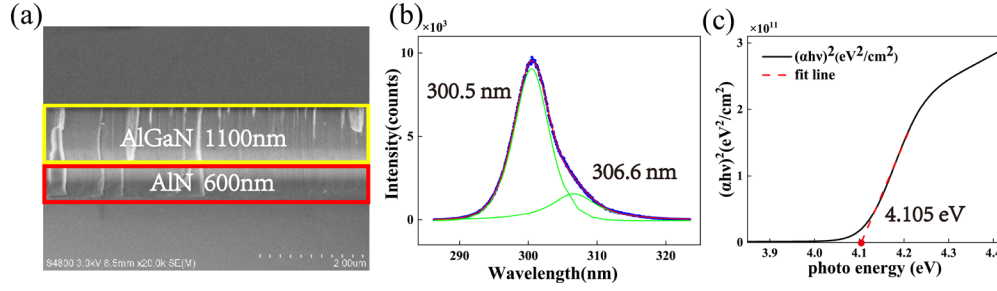 (a)
AlGaN 1100nm
AlN 600nm
S4800 3.0kV 8.5mm x20.0k SE(M)
2.00um
(b)
×10³
10
5
0
Intensity(counts)
300.5 nm
306.6 nm
290 300 310 320
Wavelength(nm)
(c)
×10¹¹
3
2
1
0
(αhν)²(eV²/cm²)
(αhν)²(eV²/cm²)
fit line
4.105 eV
3.9 4.0 4.1 4.2 4.3 4.4
photo energy (eV)